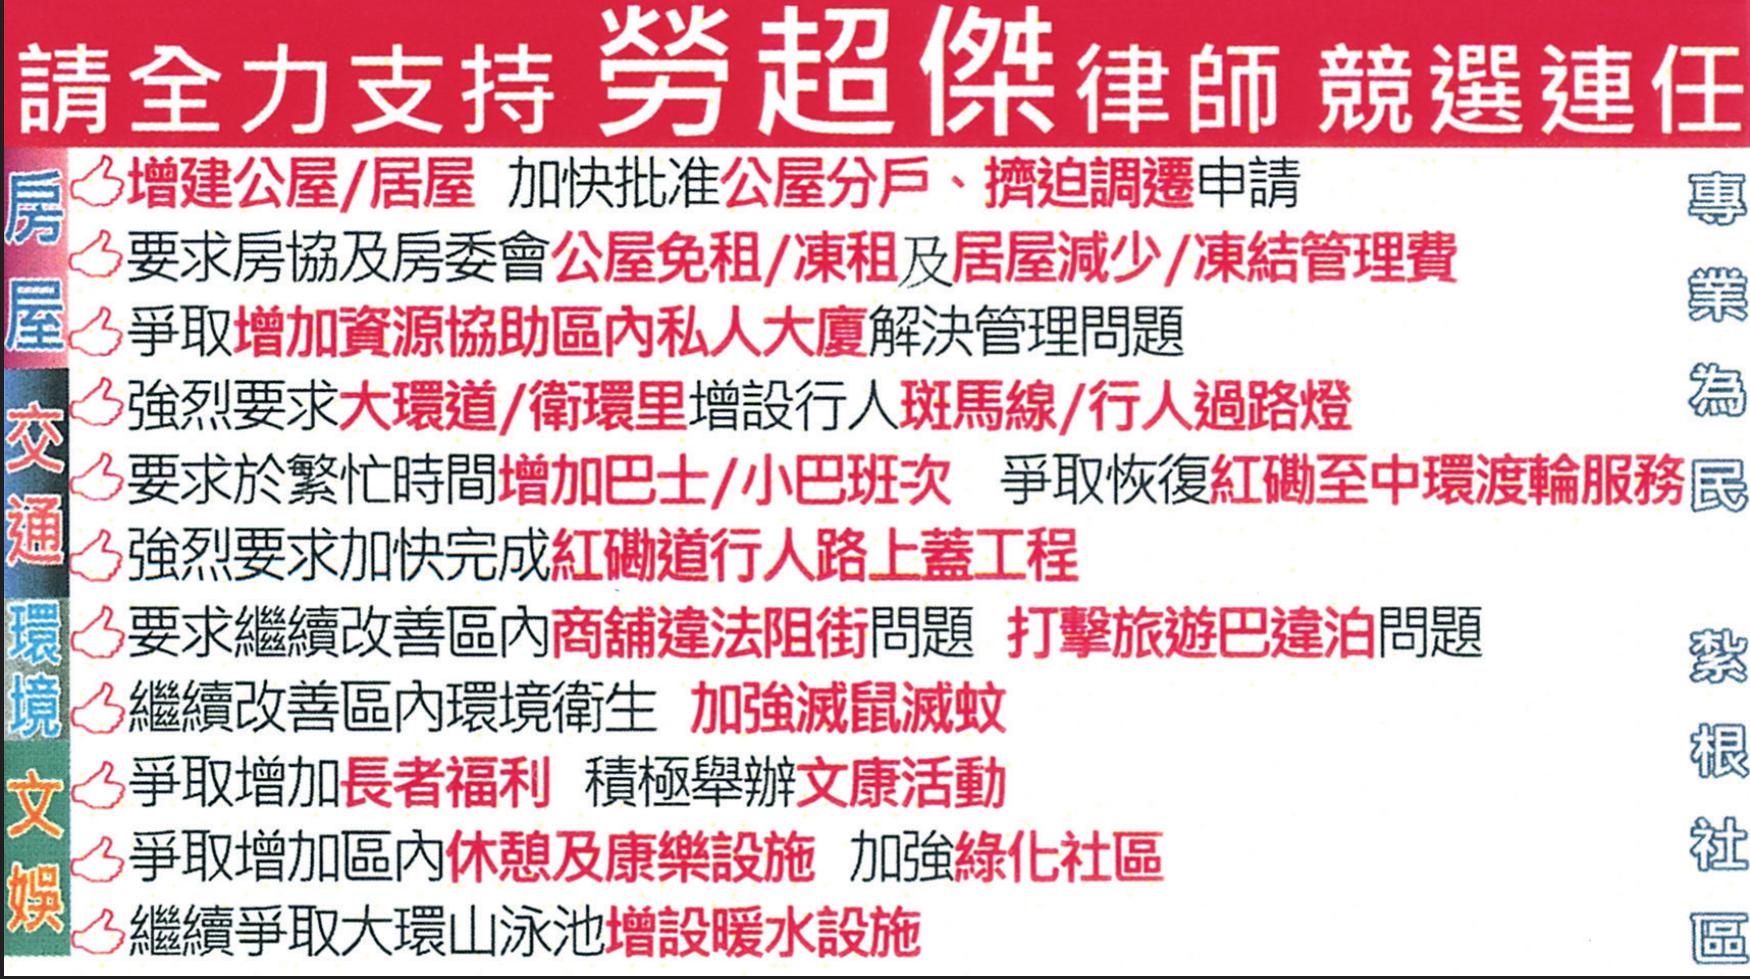 請全力支持 勞超傑律師 競選連任
房屋
增建公屋/居屋 加快批准公屋分戶、擠迫調遷申請
要求房協及房委會公屋免租/凍租及居屋減少/凍結管理費
爭取增加資源協助區內私人大廈解決管理問題
交通
強烈要求大環道/衛環里增設行人斑馬線/行人過路燈
要求於繁忙時間增加巴士/小巴班次 爭取恢復紅磡至中環渡輪服務
強烈要求加快完成紅磡道行人路上蓋工程
環境
要求繼續改善區內商舖違法阻街問題 打擊旅遊巴違泊問題
繼續改善區內環境衛生 加強滅鼠滅蚊
文娛
爭取增加長者福利 積極舉辦文康活動
爭取增加區內休憩及康樂設施 加強綠化社區
繼續爭取大環山泳池增設暖水設施
專業為民 紮根社區